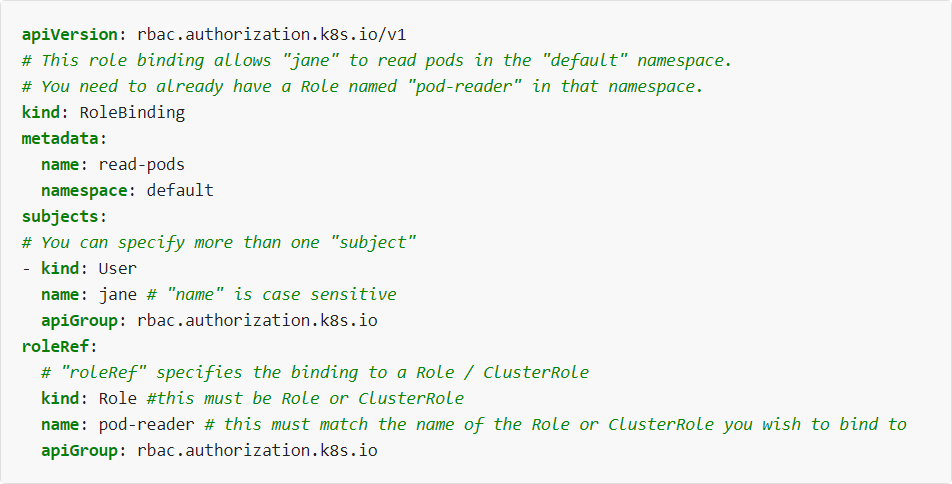 apiVersion: rbac.authorization.k8s.io/v1
# This role binding allows "jane" to read pods in the "default" namespace.
# You need to already have a Role named "pod-reader" in that namespace.
kind: RoleBinding
metadata:
  name: read-pods
  namespace: default
subjects:
# You can specify more than one "subject"
- kind: User
  name: jane # "name" is case sensitive
  apiGroup: rbac.authorization.k8s.io
roleRef:
  # "roleRef" specifies the binding to a Role / ClusterRole
  kind: Role #this must be Role or ClusterRole
  name: pod-reader # this must match the name of the Role or ClusterRole you wish to bind to
  apiGroup: rbac.authorization.k8s.io